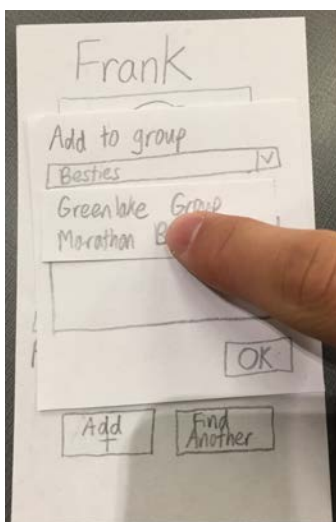 Frank
Add to group
Besties
Greenlake Group
Marathon
OK
Add
+
Find
Another